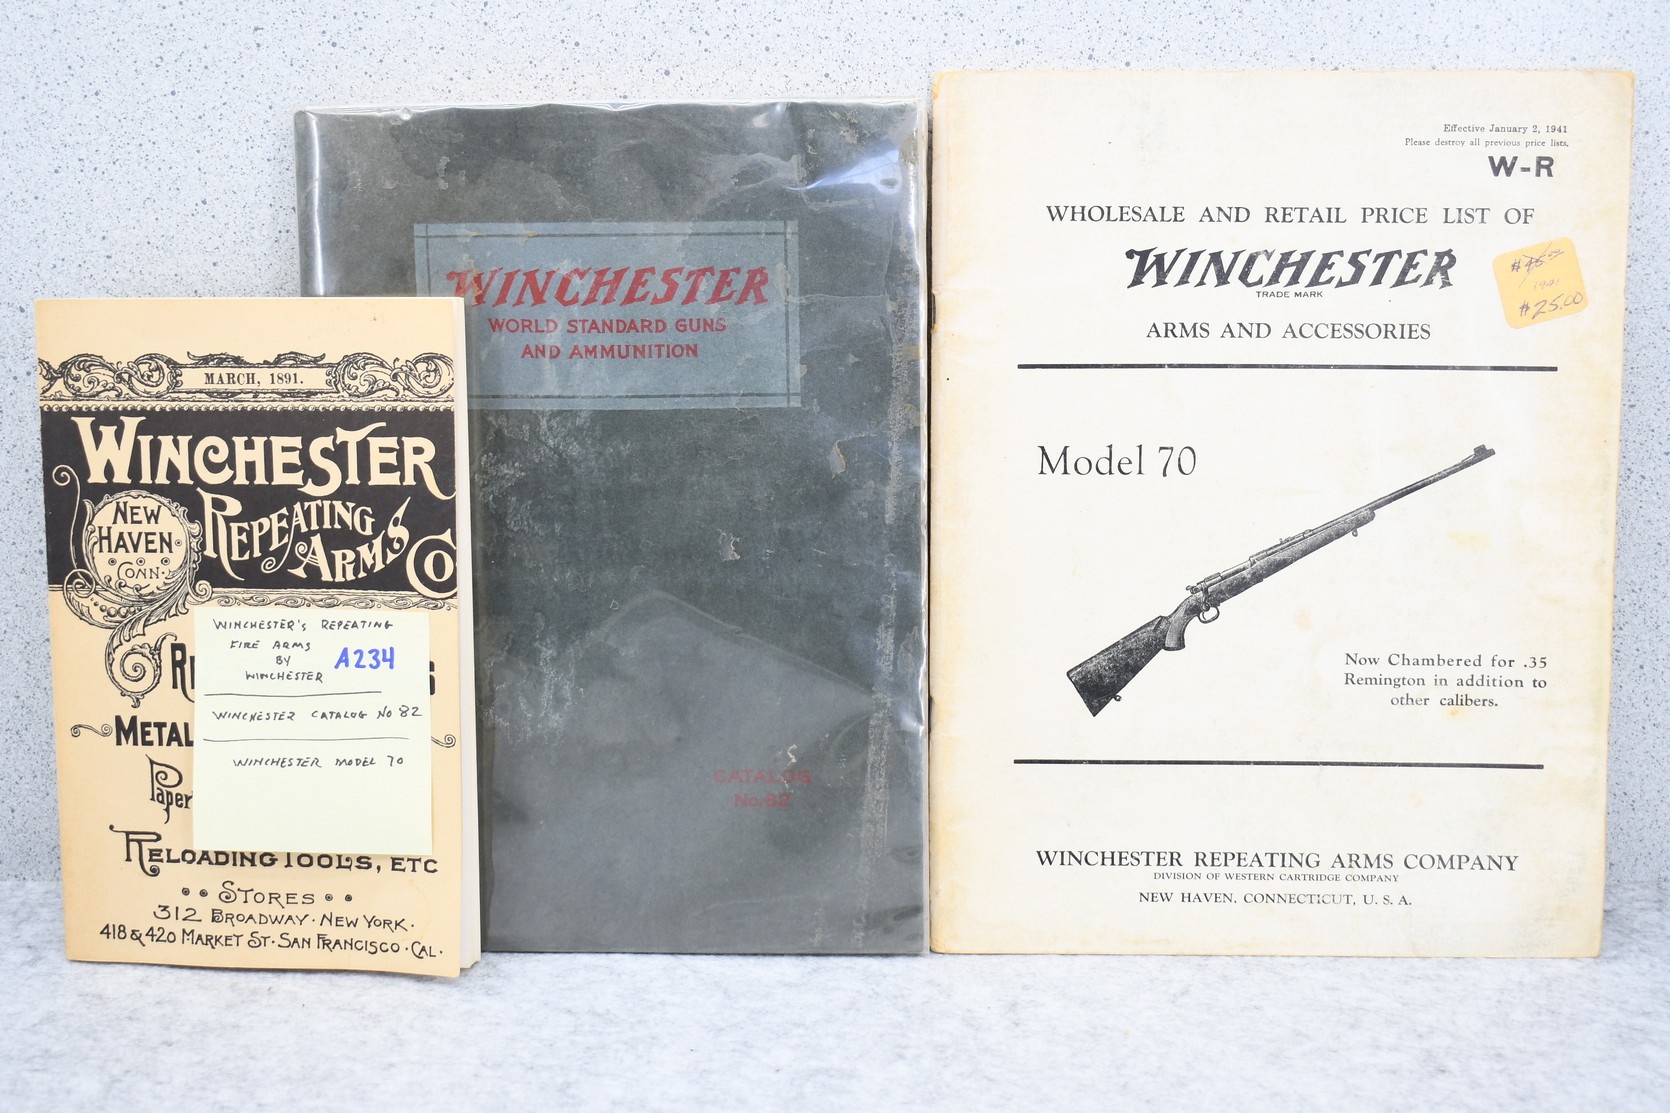 MARCH, 1891.
WINCHESTER
REPEATING
ARMS CO
NEW
HAVEN
CONN.
WINCHESTER'S REPEATING
FIRE ARMS
BY
WINCHESTER
A234
WINCHESTER CATALOG NO 82
WINCHESTER MODEL 70
METAL
Paper
RELOADING TOOLS, ETC
STORES
312 BROADWAY · NEW YORK.
418 & 420 MARKET ST · SAN FRANCISCO · CAL.
WINCHESTER
WORLD STANDARD GUNS
AND AMMUNITION
CATALOG
No. 82
Effective January 2, 1941
Please destroy all previous price lists.
W-R
WHOLESALE AND RETAIL PRICE LIST OF
WINCHESTER
TRADE MARK
ARMS AND ACCESSORIES
1941
$25.00
Model 70
Now Chambered for .35
Remington in addition to
other calibers.
WINCHESTER REPEATING ARMS COMPANY
DIVISION OF WESTERN CARTRIDGE COMPANY
NEW HAVEN, CONNECTICUT, U. S. A.